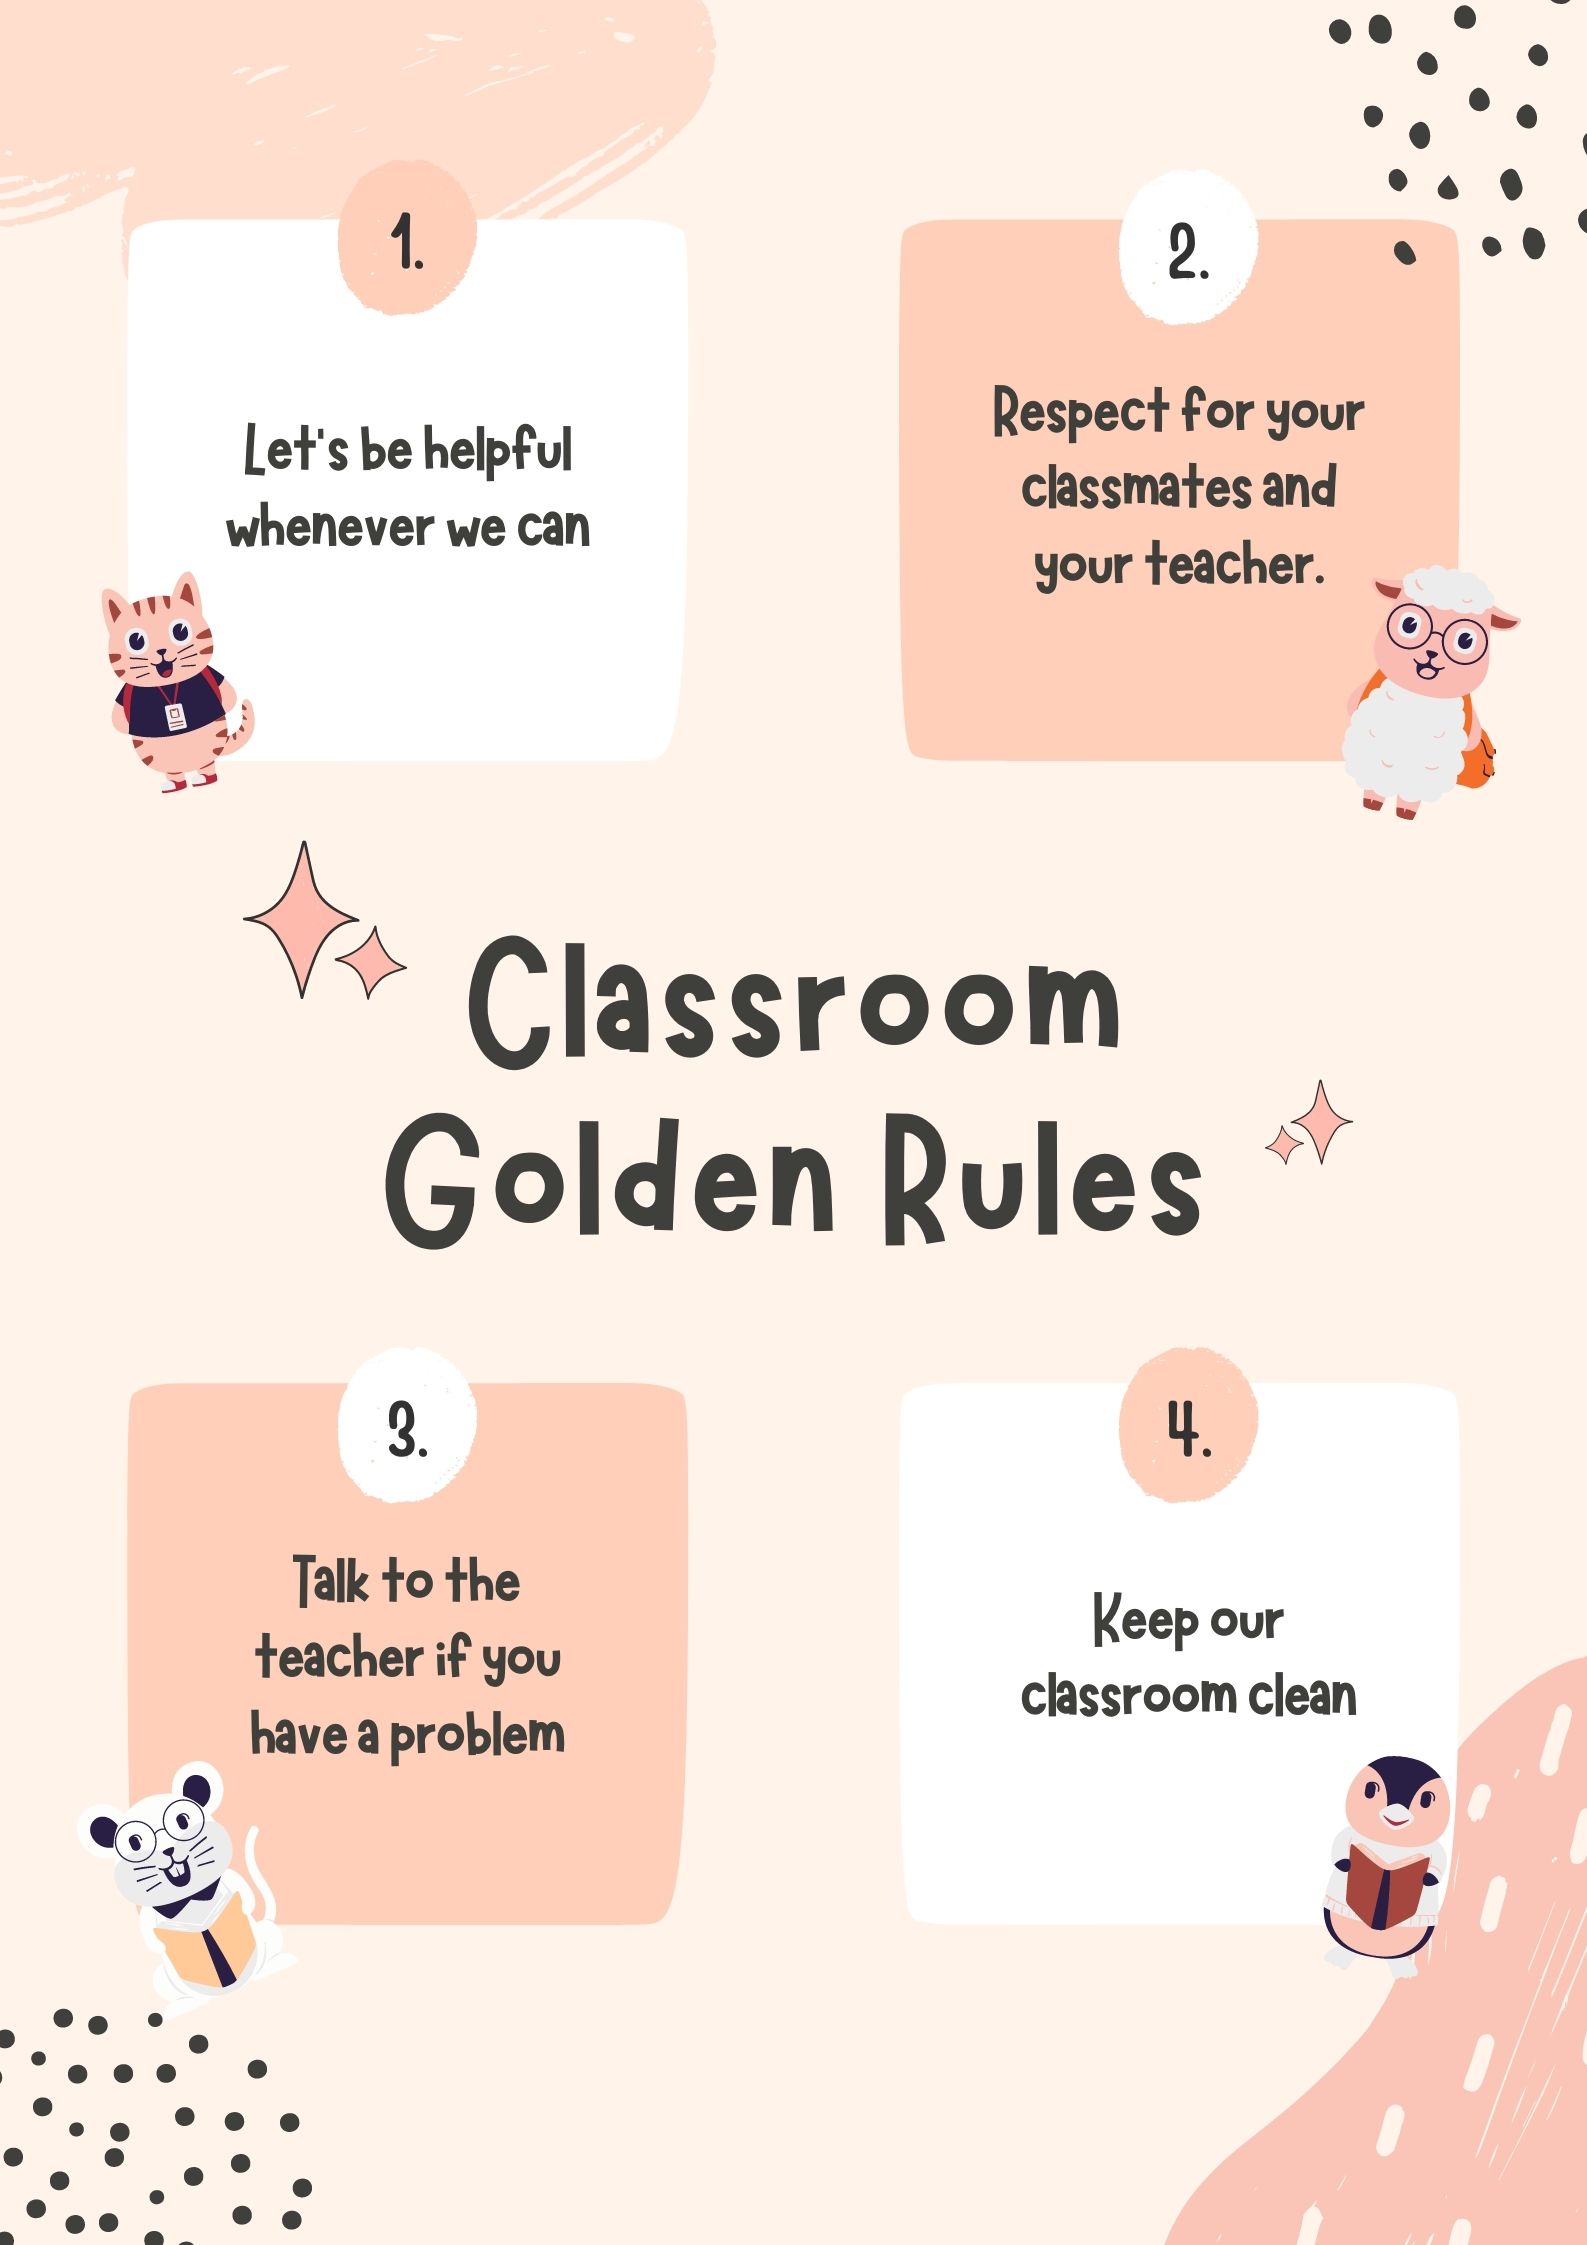 1.
Let's be helpful
whenever we can
2.
Respect for your
classmates and
your teacher.
Classroom
Golden Rules
3.
Talk to the
teacher if you
have a problem
4.
Keep our
classroom clean